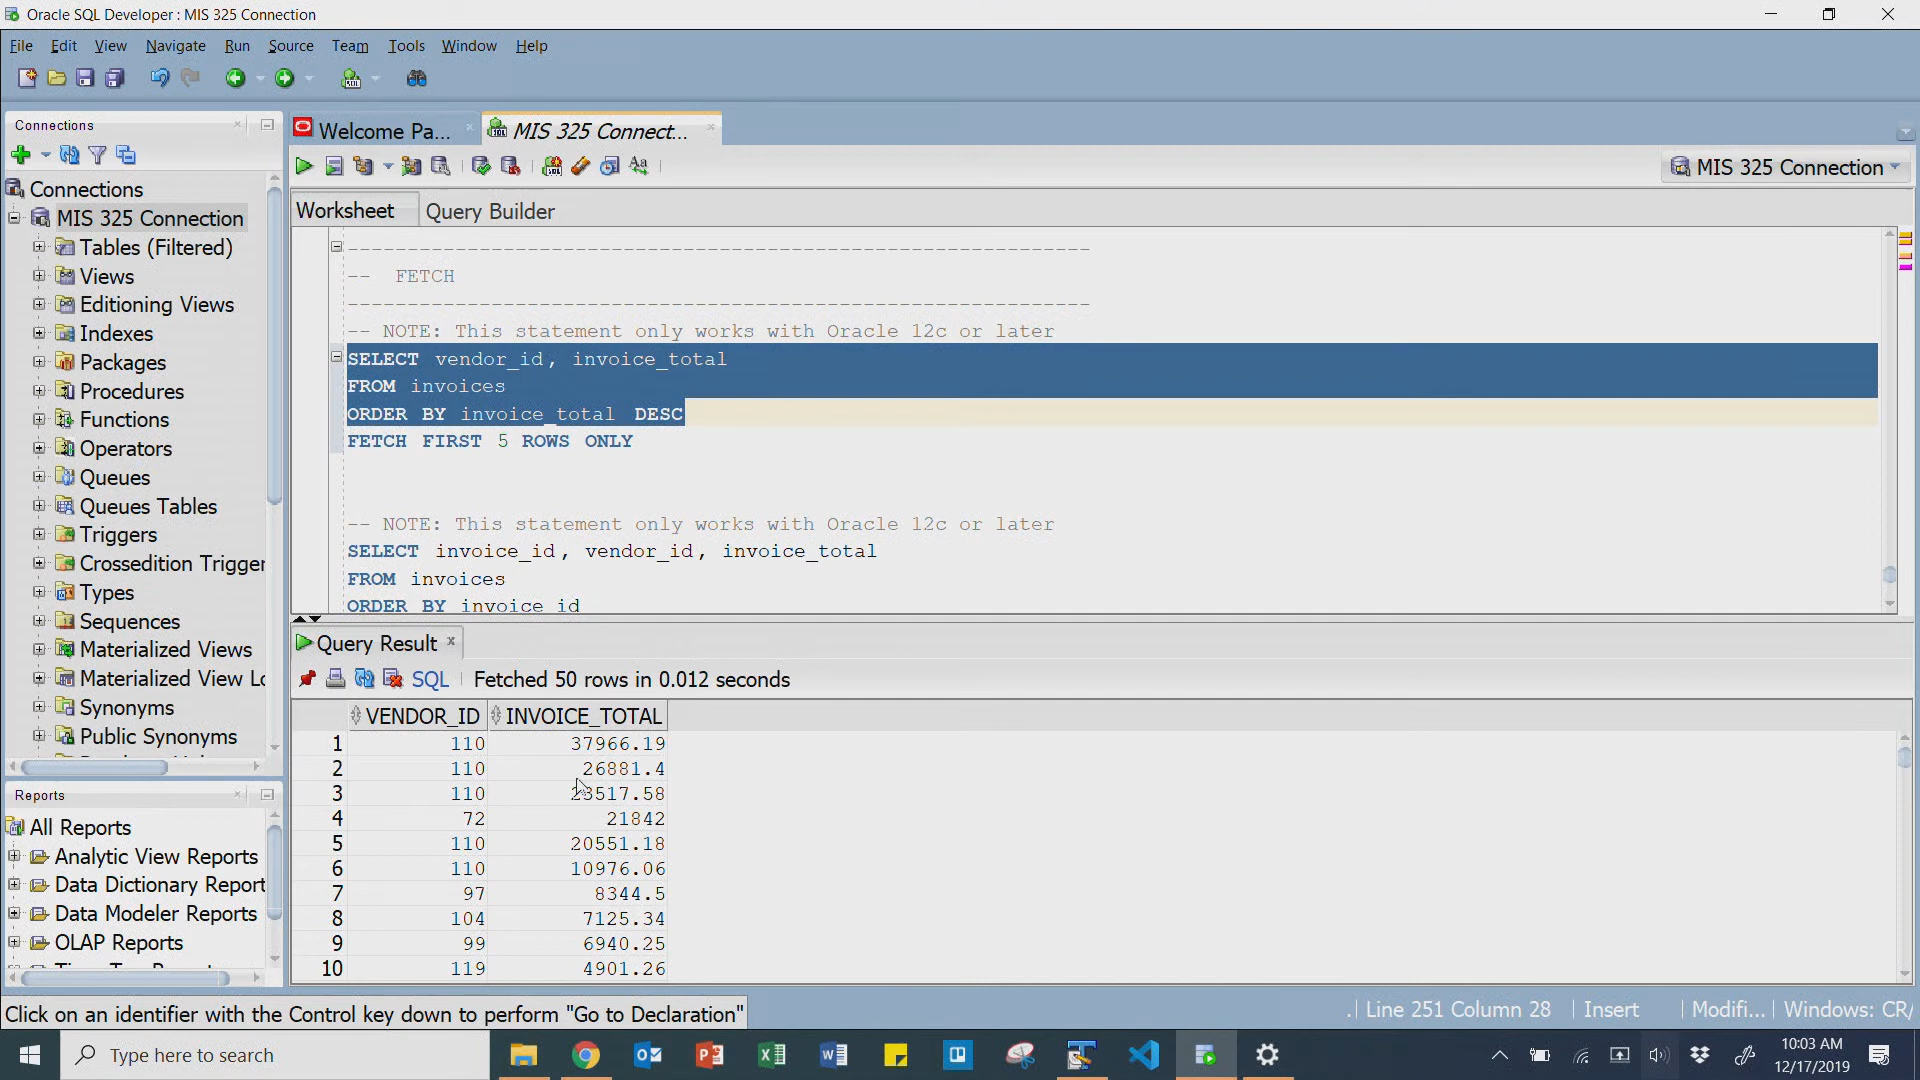 Oracle SQL Developer : MIS 325 Connection
File Edit View Navigate Run Source Team Tools Window Help
Connections
Welcome Pa...
MIS 325 Connect...
MIS 325 Connection
Connections
MIS 325 Connection
Tables (Filtered)
Views
Editioning Views
Indexes
Packages
Procedures
Functions
Operators
Queues
Queues Tables
Triggers
Crossedition Trigger
Types
Sequences
Materialized Views
Materialized View Lo
Synonyms
Public Synonyms
Reports
All Reports
Analytic View Reports
Data Dictionary Report
Data Modeler Reports
OLAP Reports
Worksheet Query Builder
--------------------------------------------------------------
-- FETCH
--------------------------------------------------------------
-- NOTE: This statement only works with Oracle 12c or later
SELECT vendor_id, invoice_total
FROM invoices
ORDER BY invoice_total DESC
FETCH FIRST 5 ROWS ONLY
-- NOTE: This statement only works with Oracle 12c or later
SELECT invoice_id, vendor_id, invoice_total
FROM invoices
ORDER BY invoice_id
Query Result
SQL Fetched 50 rows in 0.012 seconds
VENDOR_ID INVOICE_TOTAL
1 110 37966.19
2 110 26881.4
3 110 23517.58
4 72 21842
5 110 20551.18
6 110 10976.06
7 97 8344.5
8 104 7125.34
9 99 6940.25
10 119 4901.26
Click on an identifier with the Control key down to perform "Go to Declaration"
Line 251 Column 28 Insert Modifi... Windows: CR/
Type here to search
10:03 AM
12/17/2019